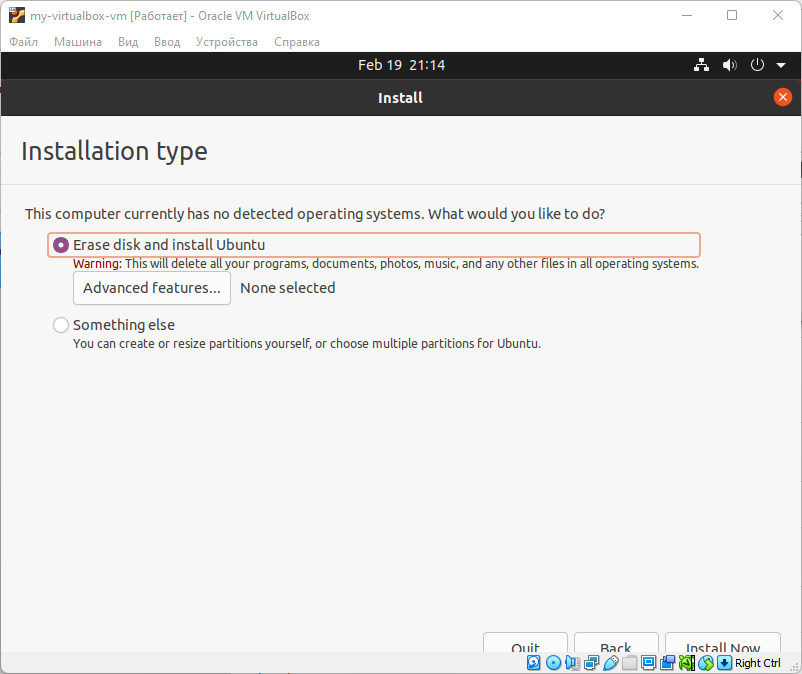 my-virtualbox-vm [Работает] - Oracle VM VirtualBox
Файл Машина Вид Ввод Устройства Справка
Feb 19 21:14
Install
Installation type
This computer currently has no detected operating systems. What would you like to do?
Erase disk and install Ubuntu
Warning: This will delete all your programs, documents, photos, music, and any other files in all operating systems.
Advanced features... None selected
Something else
You can create or resize partitions yourself, or choose multiple partitions for Ubuntu.
Quit Back Install Now
Right Ctrl